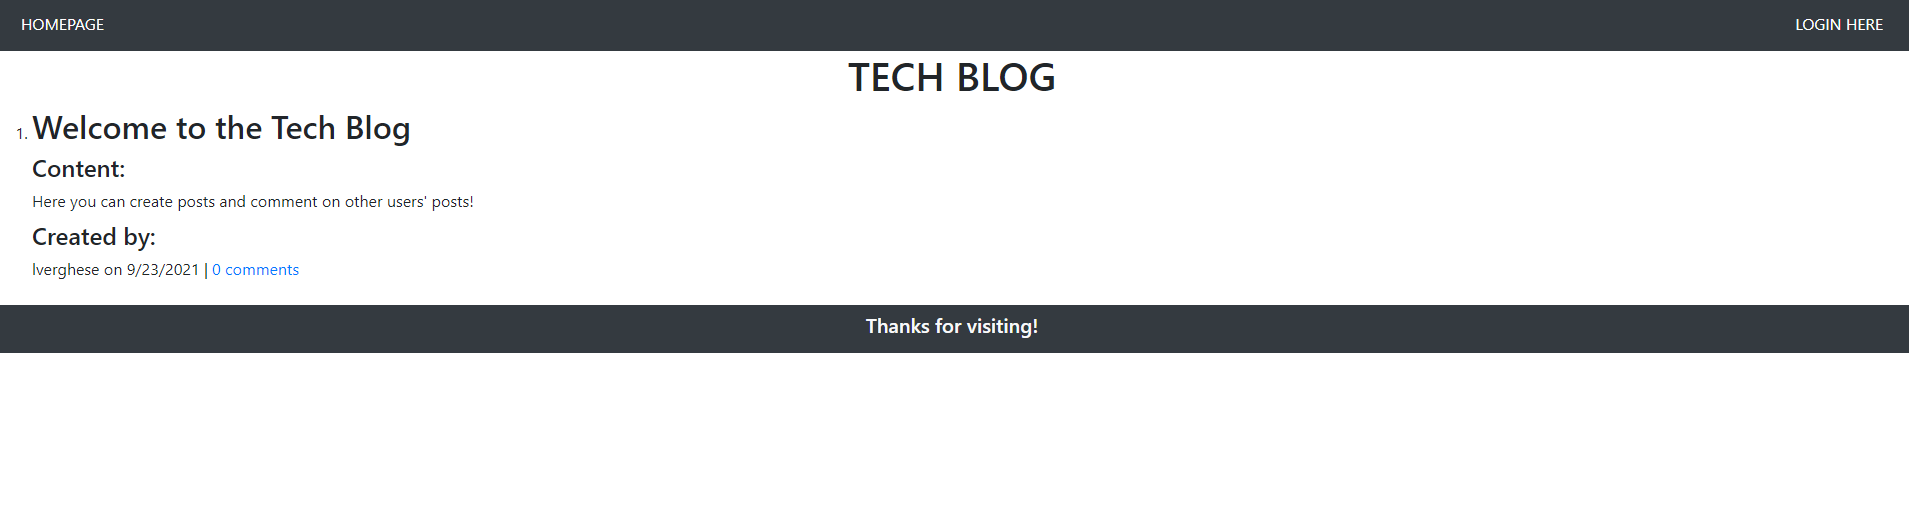 HOMEPAGE LOGIN HERE
TECH BLOG
1. Welcome to the Tech Blog
Content:
Here you can create posts and comment on other users' posts!
Created by:
lverghese on 9/23/2021 | 0 comments
Thanks for visiting!